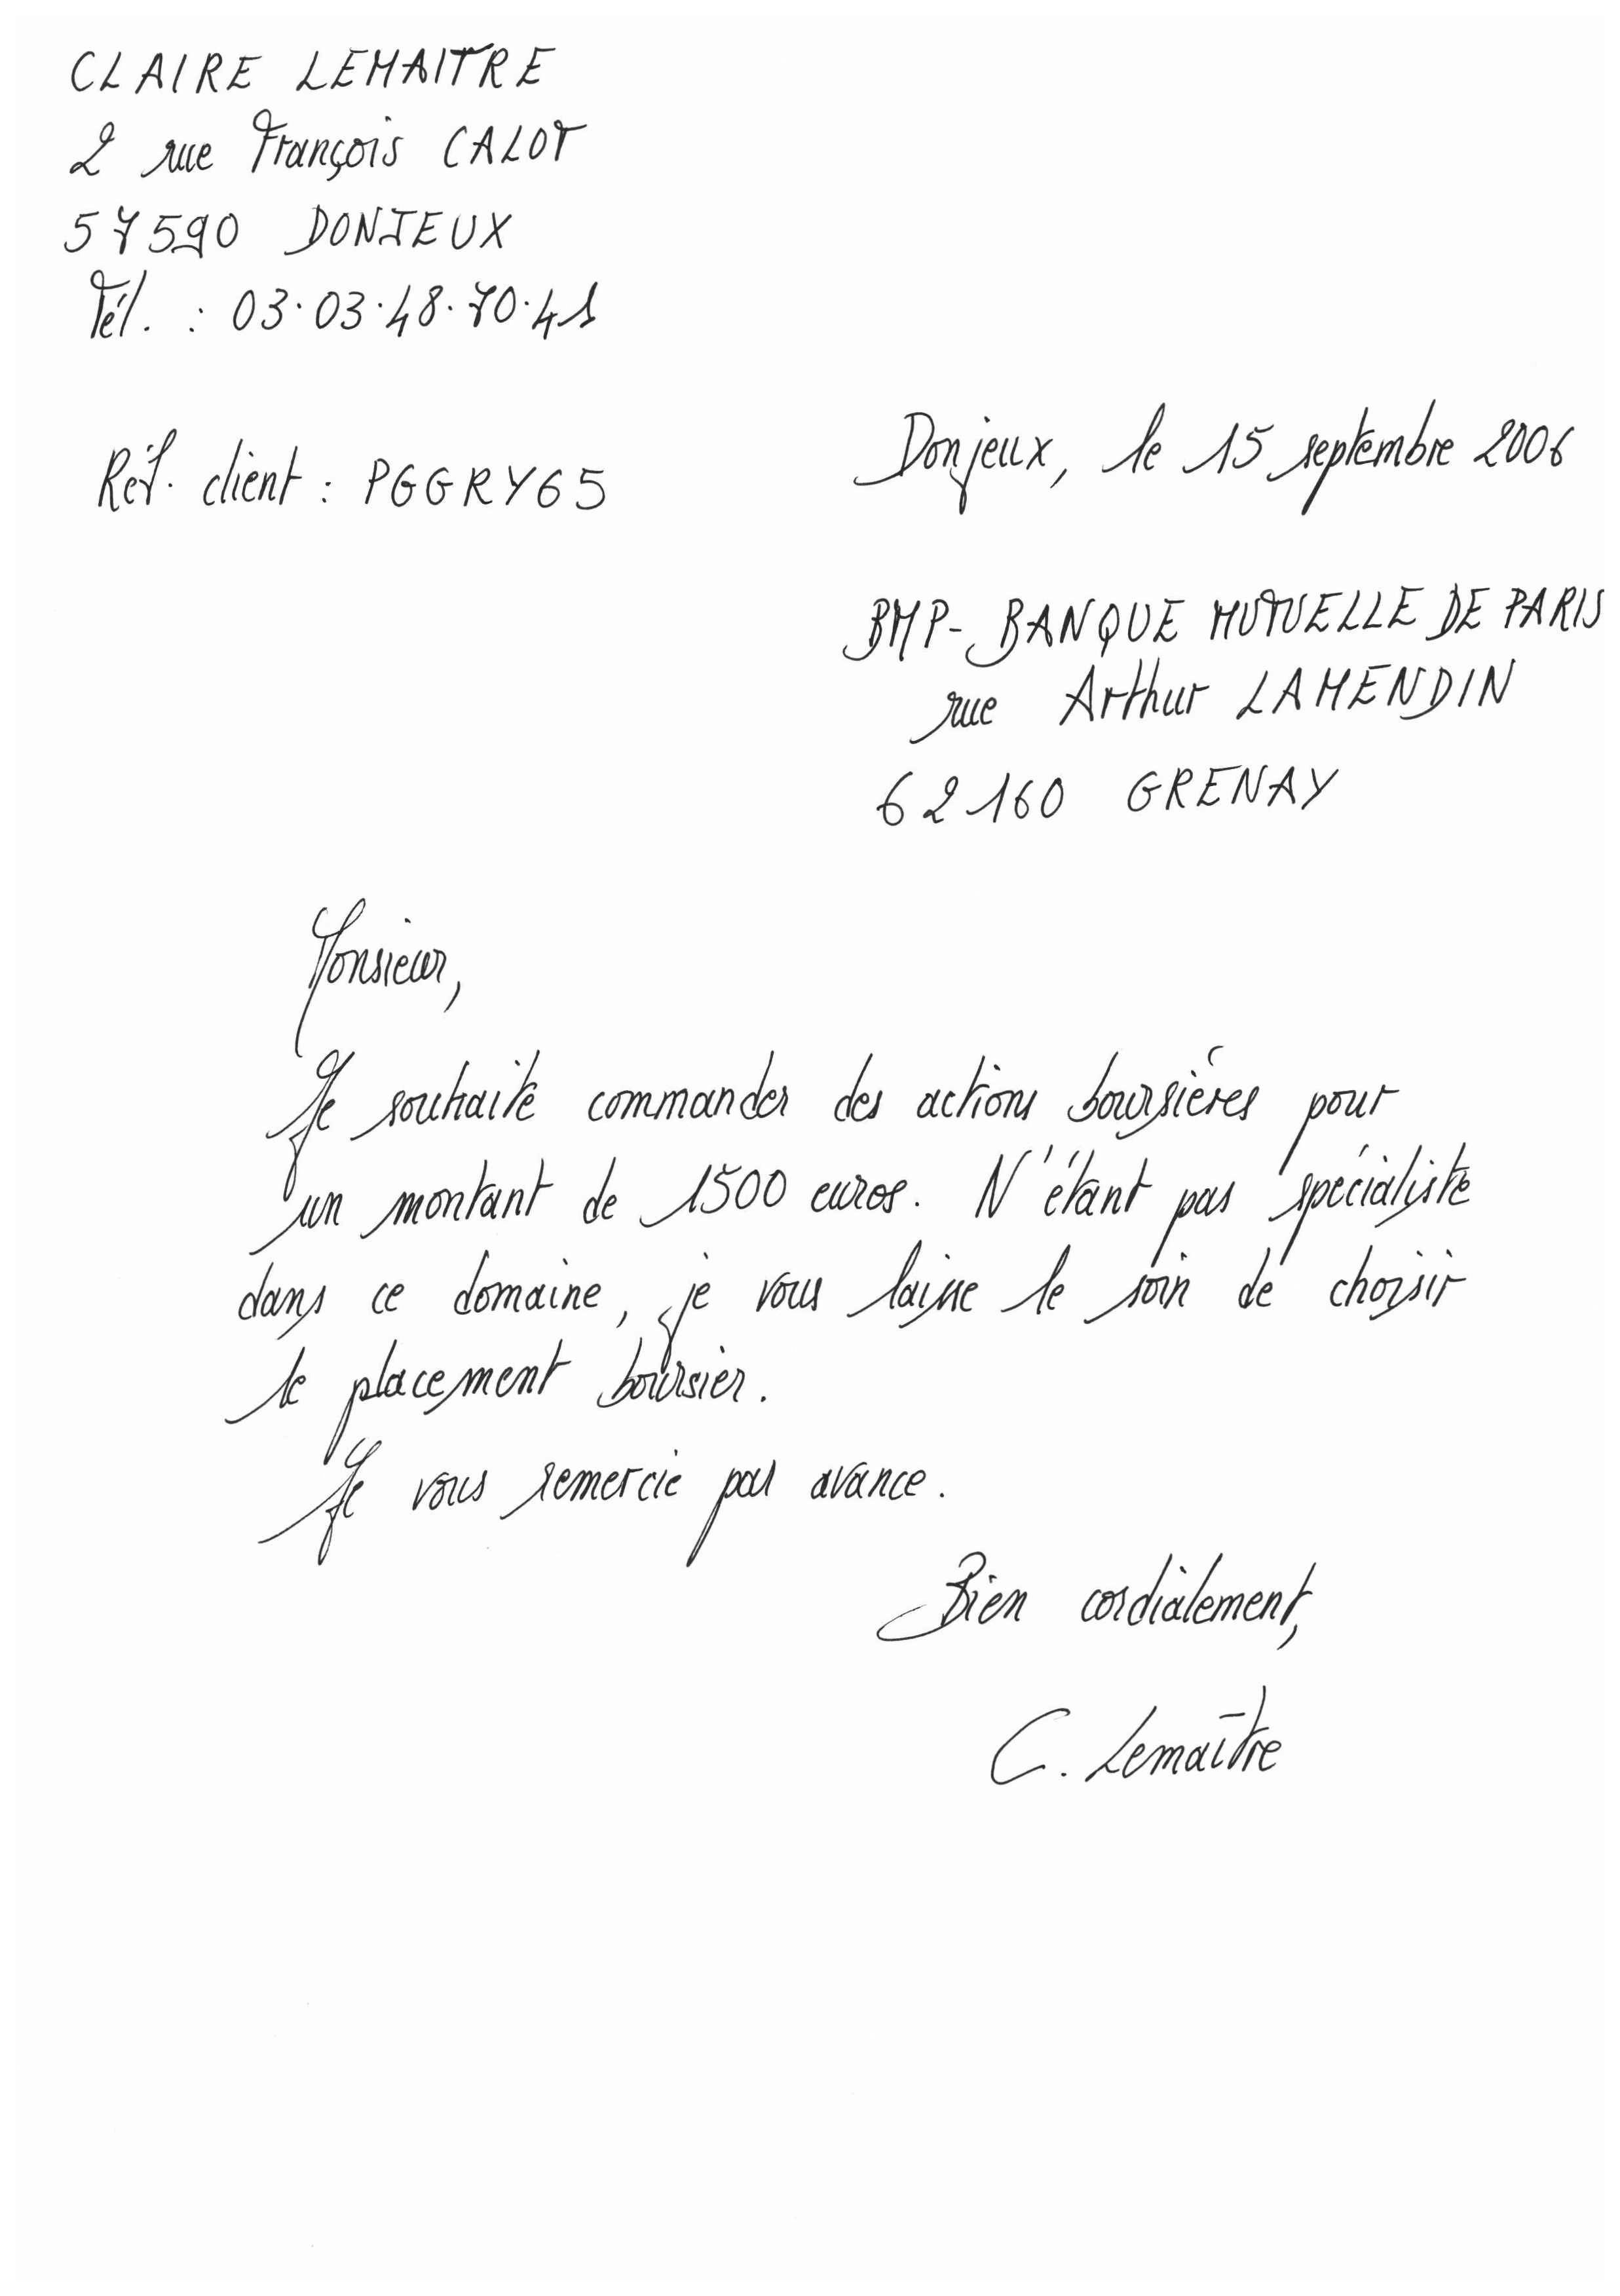 CLAIRE LEMAITRE
2 rue François CALOT
57590 DONJEUX
Tél. : 03.03.48.70.41
Donjeux, le 15 septembre 2006
Réf. client : PGGRY65
BMP- BANQUE MUTUELLE DE PARIS
rue Arthur LAMENDIN
62160 GRENAY
Monsieur,
Je souhaite commander des actions boursières pour
un montant de 1500 euros. N'étant pas spécialiste
dans ce domaine, je vous laisse le soin de choisir
le placement boursier.
Je vous remercie par avance.
Bien cordialement,
C. Lemaître